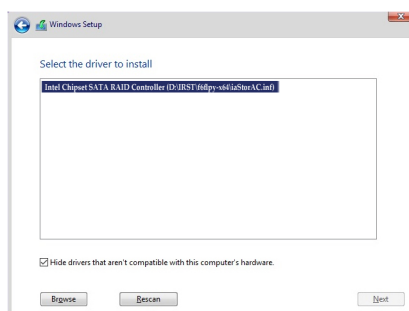 Windows Setup
Select the driver to install
Intel Chipset SATA RAID Controller (D:\IRST\f6flpy-x64\iaStorAC.inf)
Hide drivers that aren't compatible with this computer's hardware.
Browse
Rescan
Next